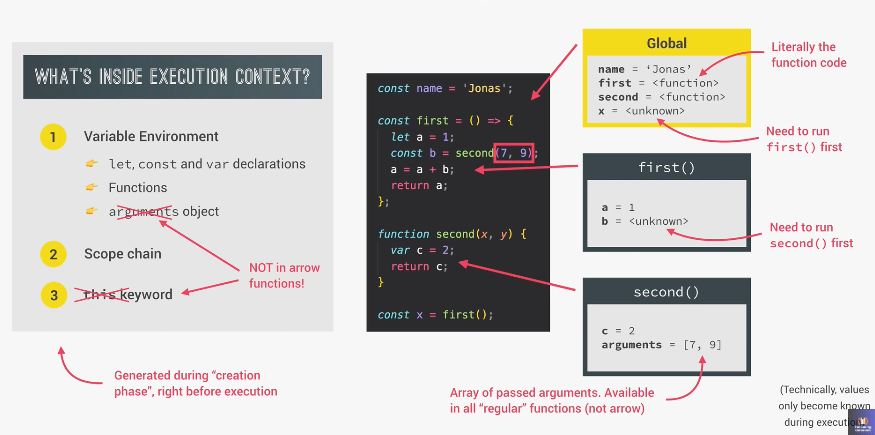 WHAT'S INSIDE EXECUTION CONTEXT?
1 Variable Environment
👉 let, const and var declarations
👉 Functions
👉 arguments object
2 Scope chain
3 this keyword
NOT in arrow
functions!
Generated during “creation
phase”, right before execution
const name = 'Jonas';
const first = () => {
let a = 1;
const b = second(7, 9);
a = a + b;
return a;
};
function second(x, y) {
var c = 2;
return c;
}
const x = first();
Global
name = ‘Jonas’
first = <function>
second = <function>
x = <unknown>
Literally the
function code
Need to run
first() first
first()
a = 1
b = <unknown>
Need to run
second() first
second()
c = 2
arguments = [7, 9]
Array of passed arguments. Available
in all “regular” functions (not arrow)
(Technically, values
only become known
during execution)